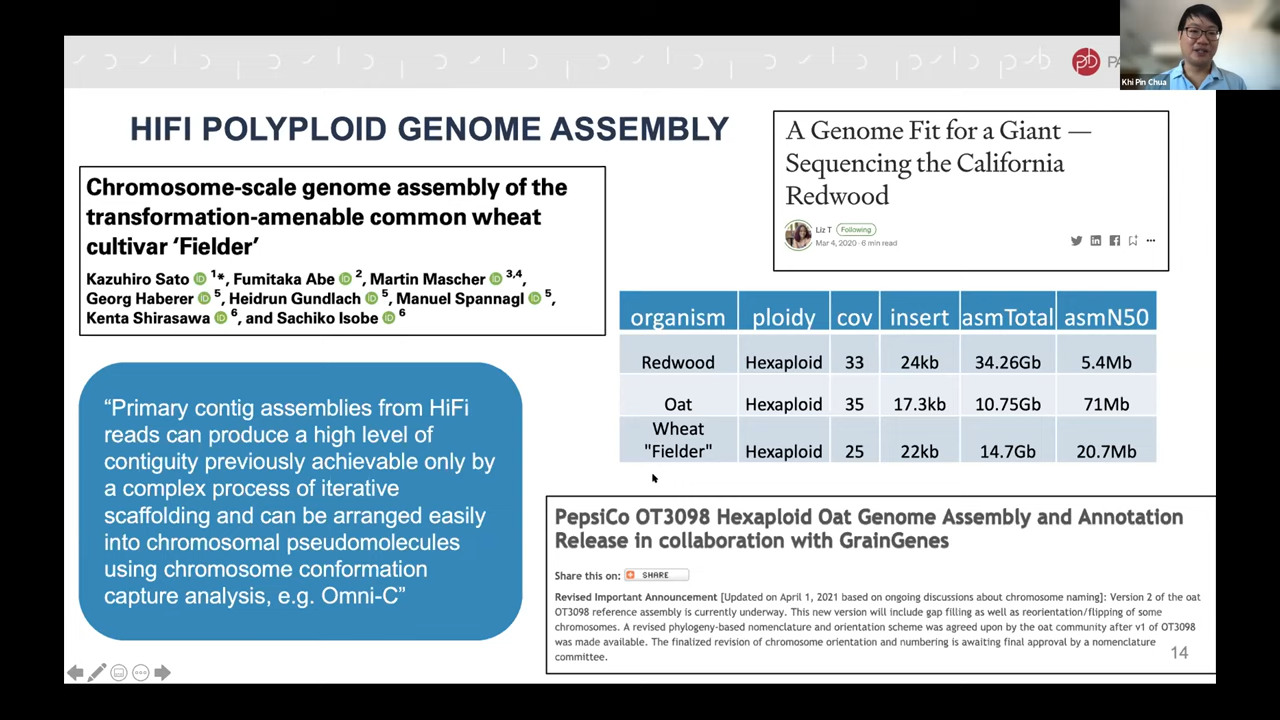 Khi Pin Chua
HIFI POLYPLOID GENOME ASSEMBLY
Chromosome-scale genome assembly of the
transformation-amenable common wheat
cultivar ‘Fielder’
Kazuhiro Sato 1*, Fumitaka Abe 2, Martin Mascher 3,4,
Georg Haberer 5, Heidrun Gundlach 5, Manuel Spannagl 5,
Kenta Shirasawa 6, and Sachiko Isobe 6
“Primary contig assemblies from HiFi
reads can produce a high level of
contiguity previously achievable only by
a complex process of iterative
scaffolding and can be arranged easily
into chromosomal pseudomolecules
using chromosome conformation
capture analysis, e.g. Omni-C”
A Genome Fit for a Giant —
Sequencing the California
Redwood
Liz T Following
Mar 4, 2020 · 6 min read
organism ploidy cov insert asmTotal asmN50
Redwood Hexaploid 33 24kb 34.26Gb 5.4Mb
Oat Hexaploid 35 17.3kb 10.75Gb 71Mb
Wheat
"Fielder" Hexaploid 25 22kb 14.7Gb 20.7Mb
PepsiCo OT3098 Hexaploid Oat Genome Assembly and Annotation
Release in collaboration with GrainGenes
Share this on: SHARE
Revised Important Announcement [Updated on April 1, 2021 based on ongoing discussions about chromosome naming]: Version 2 of the oat
OT3098 reference assembly is currently underway. This new version will include gap filling as well as reorientation/flipping of some
chromosomes. A revised phylogeny-based nomenclature and orientation scheme was agreed upon by the oat community after v1 of OT3098
was made available. The finalized revision of chromosome orientation and numbering is awaiting final approval by a nomenclature
committee.
14